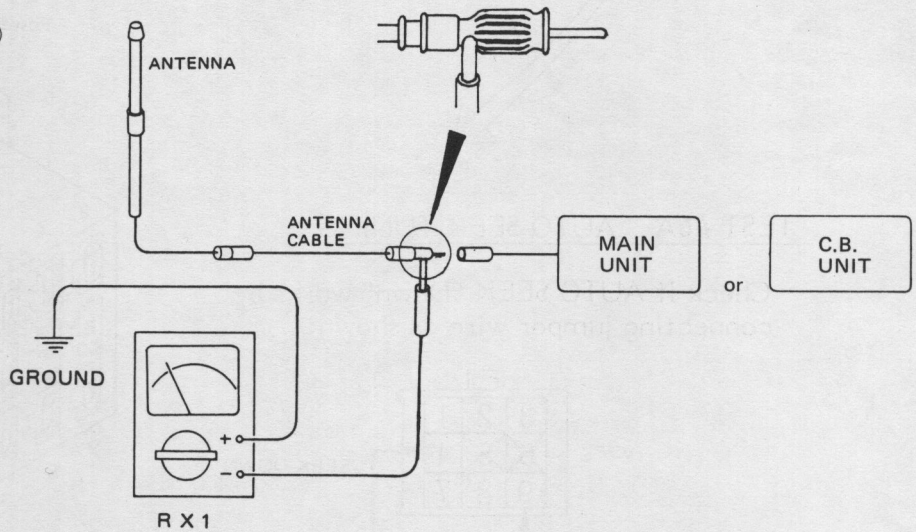 ANTENNA
ANTENNA
CABLE
MAIN
UNIT
or
C.B.
UNIT
GROUND
+
−
R X 1